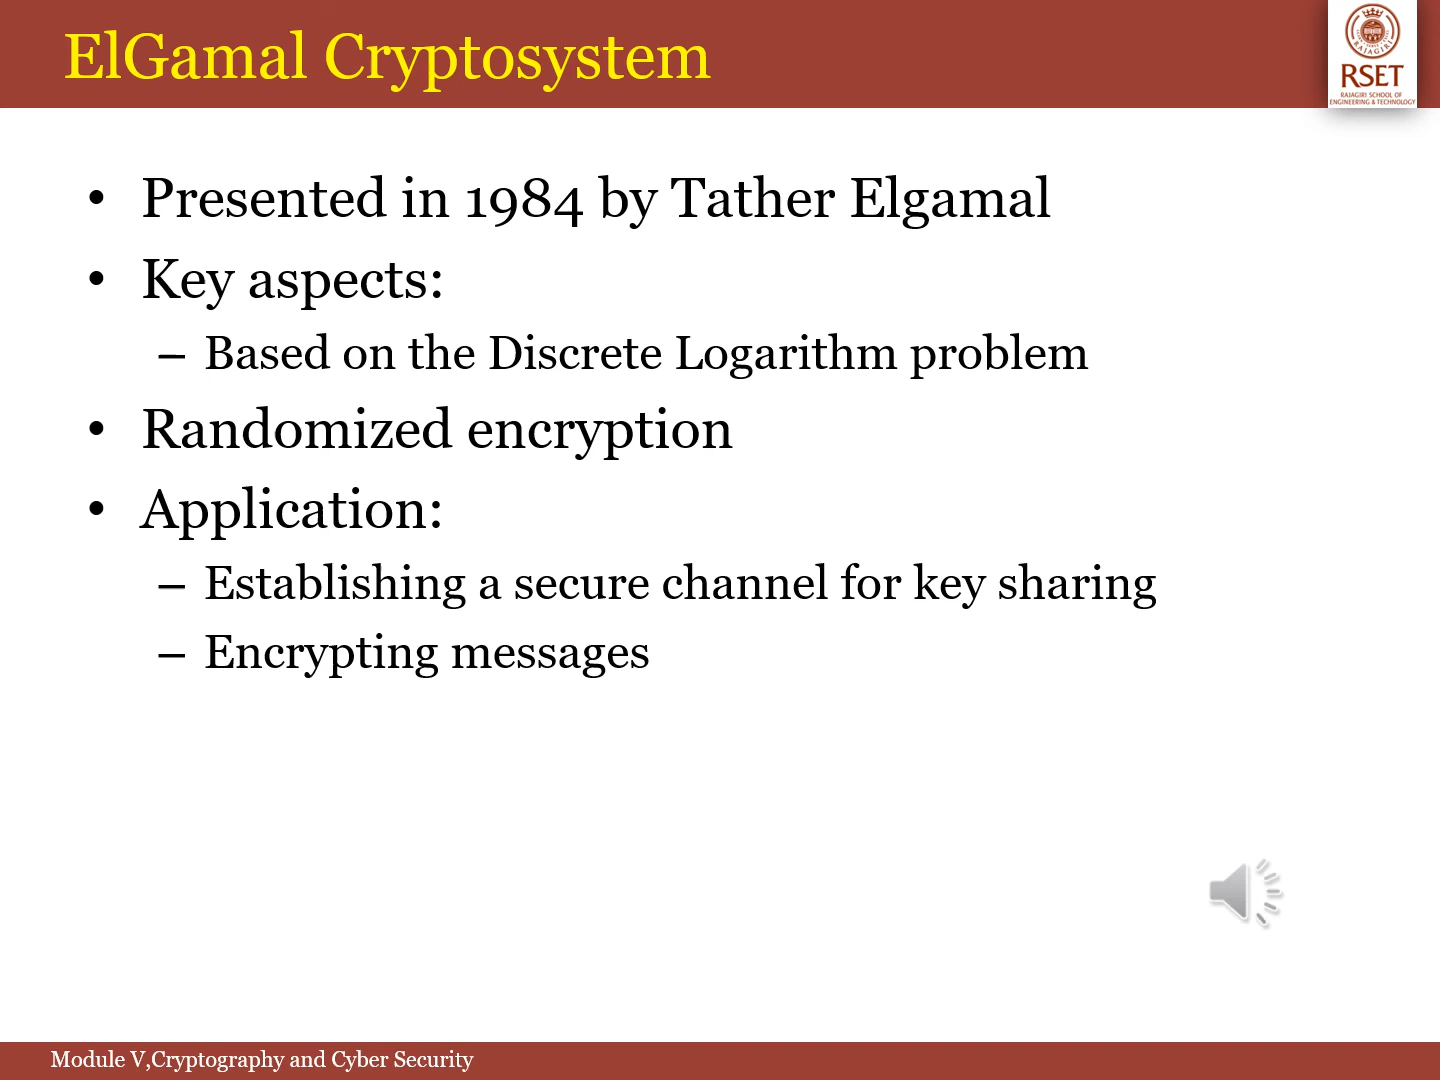 ElGamal Cryptosystem
RAJAGIRI
RSET
RAJAGIRI SCHOOL OF
ENGINEERING & TECHNOLOGY
• Presented in 1984 by Tather Elgamal
• Key aspects:
– Based on the Discrete Logarithm problem
• Randomized encryption
• Application:
– Establishing a secure channel for key sharing
– Encrypting messages
Module V,Cryptography and Cyber Security